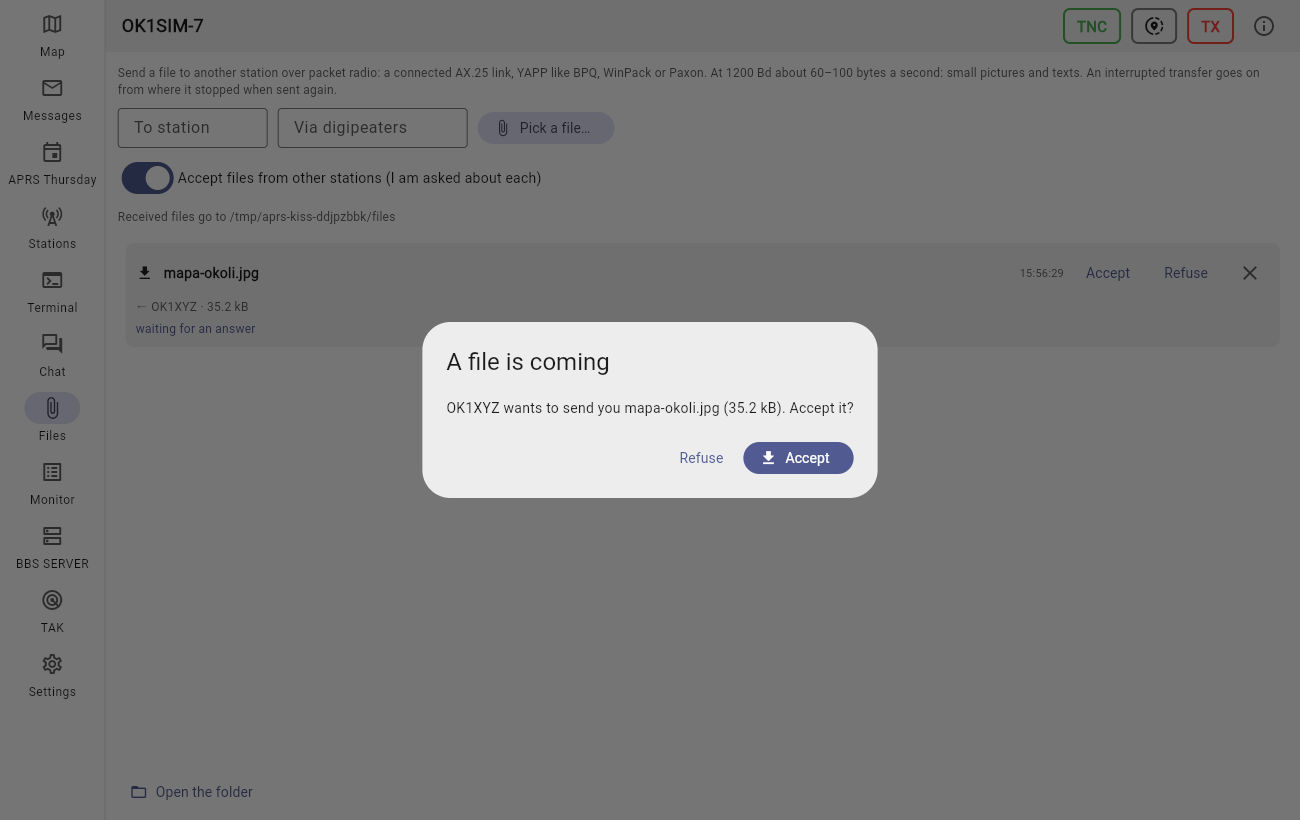 OK1SIM-7
TNC
TX
Map
Messages
APRS Thursday
Stations
Terminal
Chat
Files
Monitor
BBS SERVER
TAK
Settings
Send a file to another station over packet radio: a connected AX.25 link, YAPP like BPQ, WinPack or Paxon. At 1200 Bd about 60–100 bytes a second: small pictures and texts. An interrupted transfer goes on
from where it stopped when sent again.
To station
Via digipeaters
Pick a file…
Accept files from other stations (I am asked about each)
Received files go to /tmp/aprs-kiss-ddjpzbbk/files
mapa-okoli.jpg
15:56:29
Accept
Refuse
← OK1XYZ · 35.2 kB
waiting for an answer
A file is coming
OK1XYZ wants to send you mapa-okoli.jpg (35.2 kB). Accept it?
Refuse
Accept
Open the folder